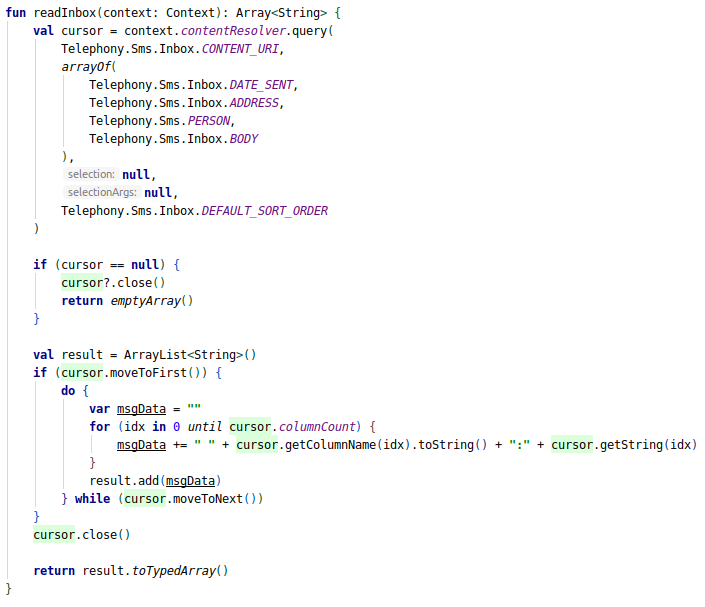 fun readInbox(context: Context): Array<String> {
    val cursor = context.contentResolver.query(
        Telephony.Sms.Inbox.CONTENT_URI,
        arrayOf(
            Telephony.Sms.Inbox.DATE_SENT,
            Telephony.Sms.Inbox.ADDRESS,
            Telephony.Sms.PERSON,
            Telephony.Sms.Inbox.BODY
        ),
        selection: null,
        selectionArgs: null,
        Telephony.Sms.Inbox.DEFAULT_SORT_ORDER
    )
    if (cursor == null) {
        cursor?.close()
        return emptyArray()
    }
    val result = ArrayList<String>()
    if (cursor.moveToFirst()) {
        do {
            var msgData = ""
            for (idx in 0 until cursor.columnCount) {
                msgData += " " + cursor.getColumnName(idx).toString() + ":" + cursor.getString(idx)
            }
            result.add(msgData)
        } while (cursor.moveToNext())
    }
    cursor.close()
    return result.toTypedArray()
}